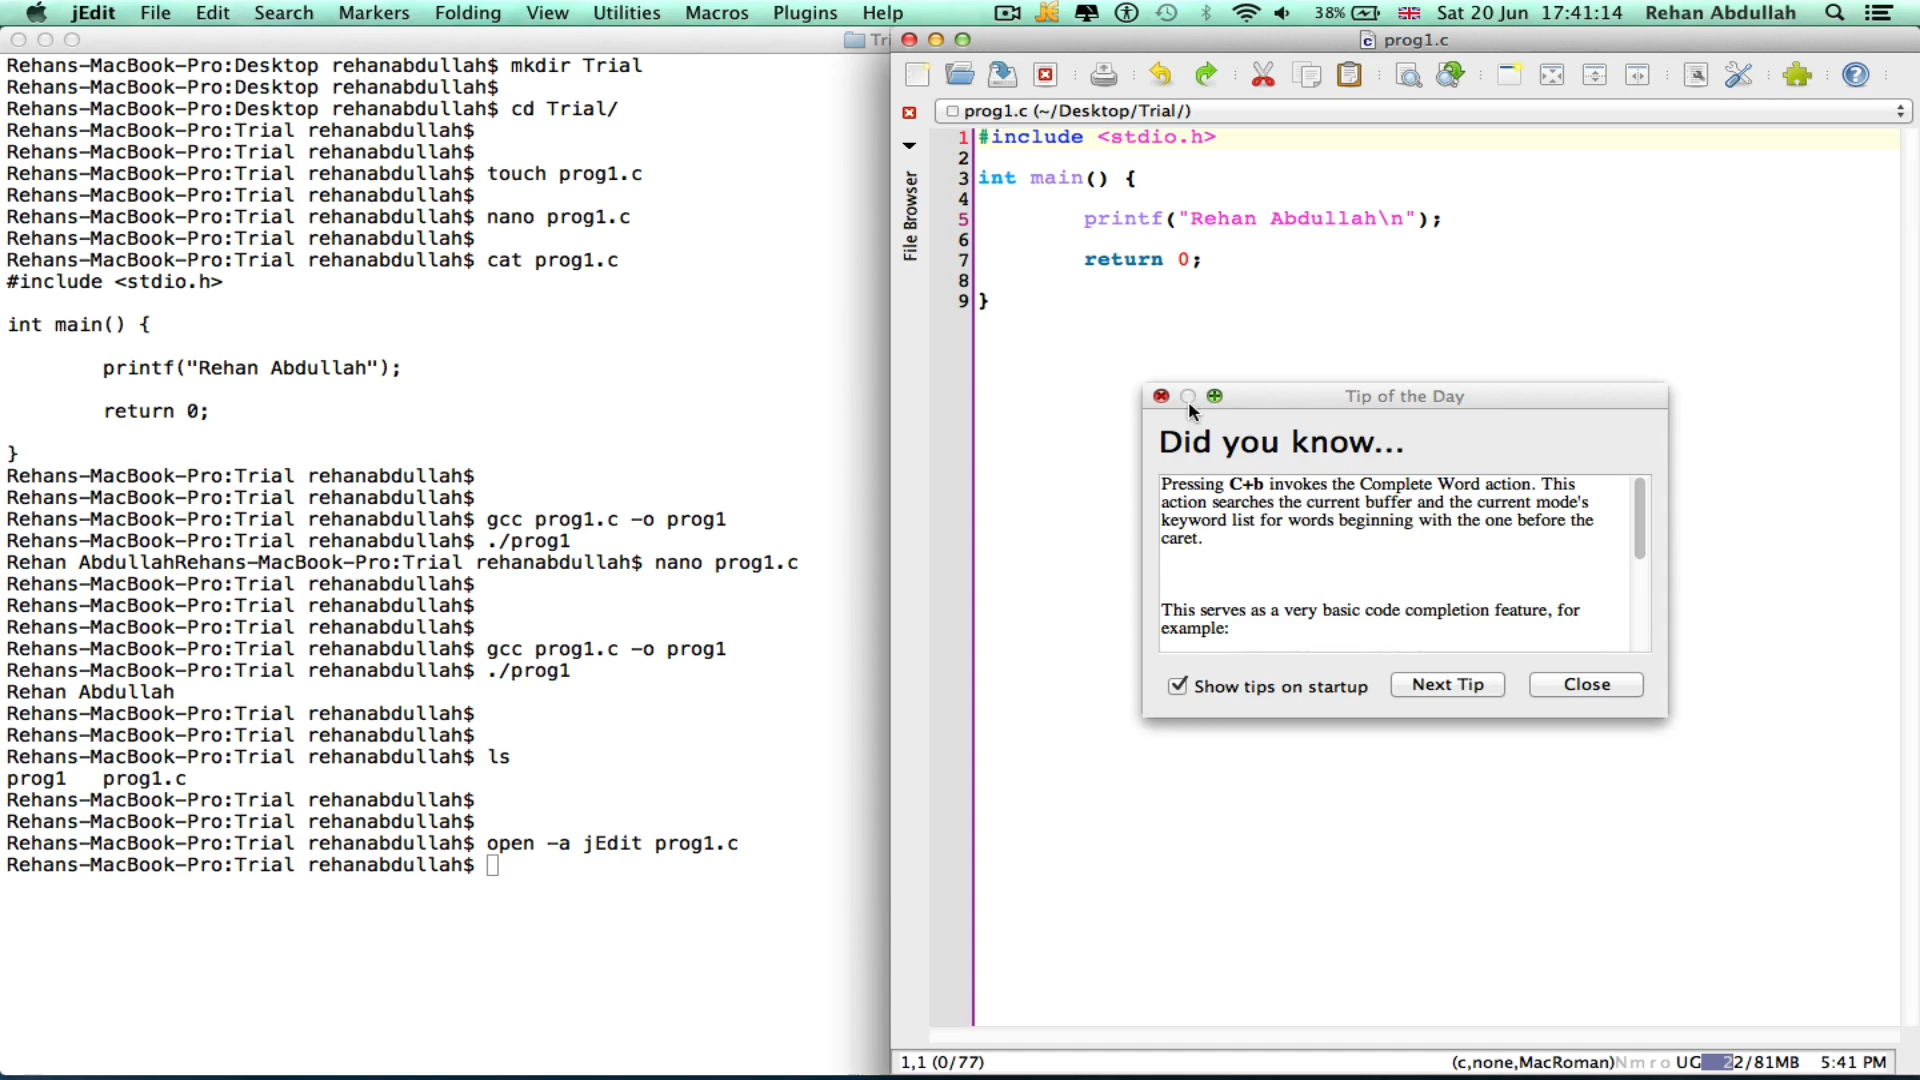 jEdit File Edit Search Markers Folding View Utilities Macros Plugins Help 38% Sat 20 Jun 17:41:14 Rehan Abdullah
Rehans-MacBook-Pro:Desktop rehanabdullah$ mkdir Trial
Rehans-MacBook-Pro:Desktop rehanabdullah$
Rehans-MacBook-Pro:Desktop rehanabdullah$ cd Trial/
Rehans-MacBook-Pro:Trial rehanabdullah$
Rehans-MacBook-Pro:Trial rehanabdullah$
Rehans-MacBook-Pro:Trial rehanabdullah$ touch prog1.c
Rehans-MacBook-Pro:Trial rehanabdullah$
Rehans-MacBook-Pro:Trial rehanabdullah$ nano prog1.c
Rehans-MacBook-Pro:Trial rehanabdullah$
Rehans-MacBook-Pro:Trial rehanabdullah$ cat prog1.c
#include <stdio.h>
int main() {
printf("Rehan Abdullah");
return 0;
}
Rehans-MacBook-Pro:Trial rehanabdullah$
Rehans-MacBook-Pro:Trial rehanabdullah$
Rehans-MacBook-Pro:Trial rehanabdullah$ gcc prog1.c -o prog1
Rehans-MacBook-Pro:Trial rehanabdullah$ ./prog1
Rehan AbdullahRehans-MacBook-Pro:Trial rehanabdullah$ nano prog1.c
Rehans-MacBook-Pro:Trial rehanabdullah$
Rehans-MacBook-Pro:Trial rehanabdullah$
Rehans-MacBook-Pro:Trial rehanabdullah$
Rehans-MacBook-Pro:Trial rehanabdullah$ gcc prog1.c -o prog1
Rehans-MacBook-Pro:Trial rehanabdullah$ ./prog1
Rehan Abdullah
Rehans-MacBook-Pro:Trial rehanabdullah$
Rehans-MacBook-Pro:Trial rehanabdullah$
Rehans-MacBook-Pro:Trial rehanabdullah$ ls
prog1 prog1.c
Rehans-MacBook-Pro:Trial rehanabdullah$
Rehans-MacBook-Pro:Trial rehanabdullah$
Rehans-MacBook-Pro:Trial rehanabdullah$ open -a jEdit prog1.c
Rehans-MacBook-Pro:Trial rehanabdullah$
prog1.c
prog1.c (~/Desktop/Trial/)
File Browser
1 #include <stdio.h>
2
3 int main() {
4
5 printf("Rehan Abdullah\n");
6
7 return 0;
8
9 }
Tip of the Day
Did you know...
Pressing C+b invokes the Complete Word action. This
action searches the current buffer and the current mode's
keyword list for words beginning with the one before the
caret.
This serves as a very basic code completion feature, for
example:
Show tips on startup Next Tip Close
1,1 (0/77) (c,none,MacRoman)Nmro UG 22/81MB 5:41 PM